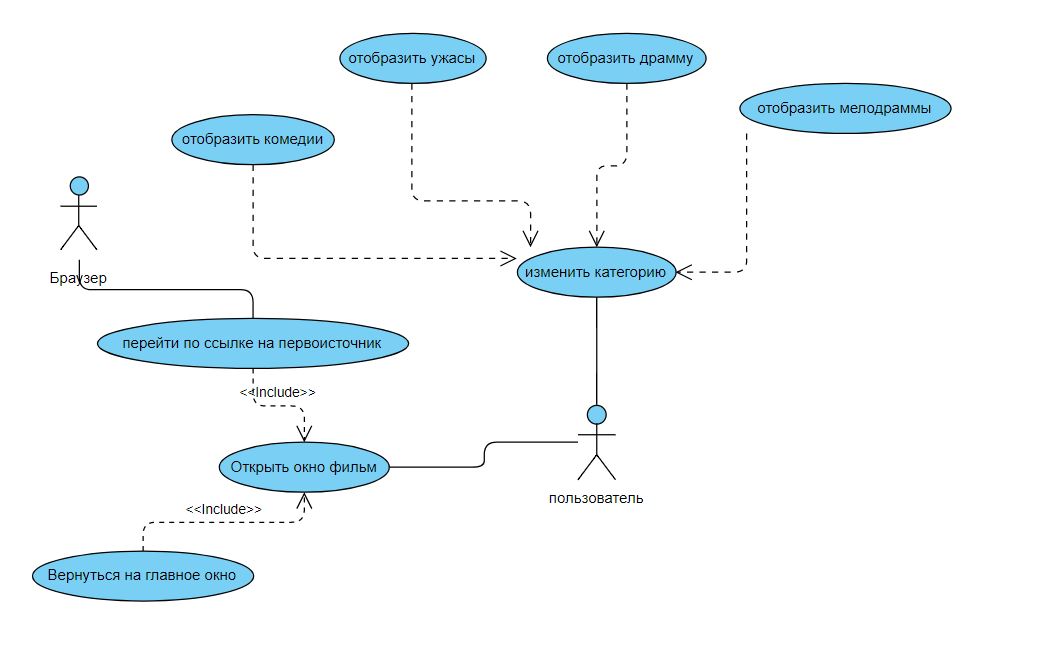 отобразить ужасы
отобразить драмму
отобразить мелодраммы
отобразить комедии
Браузер
изменить категорию
перейти по ссылке на первоисточник
<<Include>>
Открыть окно фильм
пользователь
<<Include>>
Вернуться на главное окно